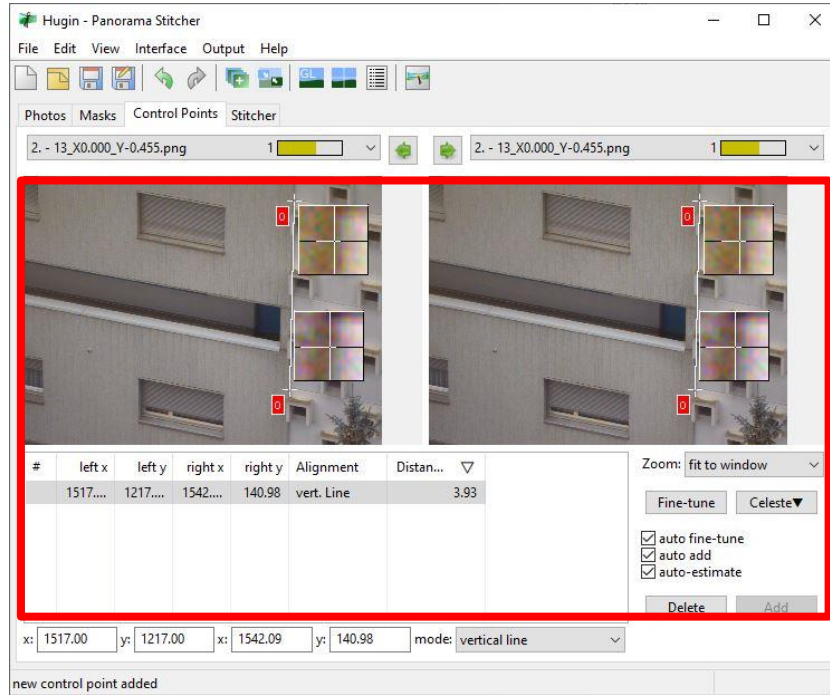 Hugin - Panorama Stitcher
File Edit View Interface Output Help
GL
Photos Masks Control Points Stitcher
2. - 13_X0.000_Y-0.455.png 1 2. - 13_X0.000_Y-0.455.png 1
0 0
0 0
# left x left y right x right y Alignment Distan...
1517.... 1217.... 1542.... 140.98 vert. Line 3.93
Zoom: fit to window
Fine-tune Celeste▼
auto fine-tune
auto add
auto-estimate
Delete Add
x: 1517.00 y: 1217.00 x: 1542.09 y: 140.98 mode: vertical line
new control point added